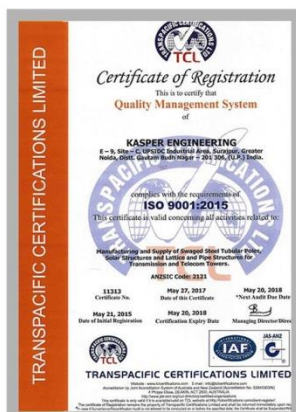 TRANSPACIFIC CERTIFICATIONS LIMITED
TCL
Certificate of Registration
This is to certify that
Quality Management System
of
KASPER ENGINEERING
E - 9, Site - C, UPSIDC Industrial Area, Surajpur, Greater
Noida, Distt. Gautam Budh Nagar - 201 306, (U.P.) India.
complies with the requirements of
ISO 9001:2015
This certificate is valid concerning all activities related to:
Manufacturing and Supply of Swaged Steel Tubular Poles,
Solar Structures and Lattice and Pipe Structures for
Transmission and Telecom Towers.
ANZSIC Code: 2121
11313
Certificate No.
May 27, 2017
Date of this Certificate
May 20, 2018
*Next Audit Due Date
May 21, 2015
Date of Initial Registration
May 20, 2018
Certification Expiry Date
Managing Director
TCL
IAF
JAS-ANZ
TRANSPACIFIC CERTIFICATIONS LIMITED